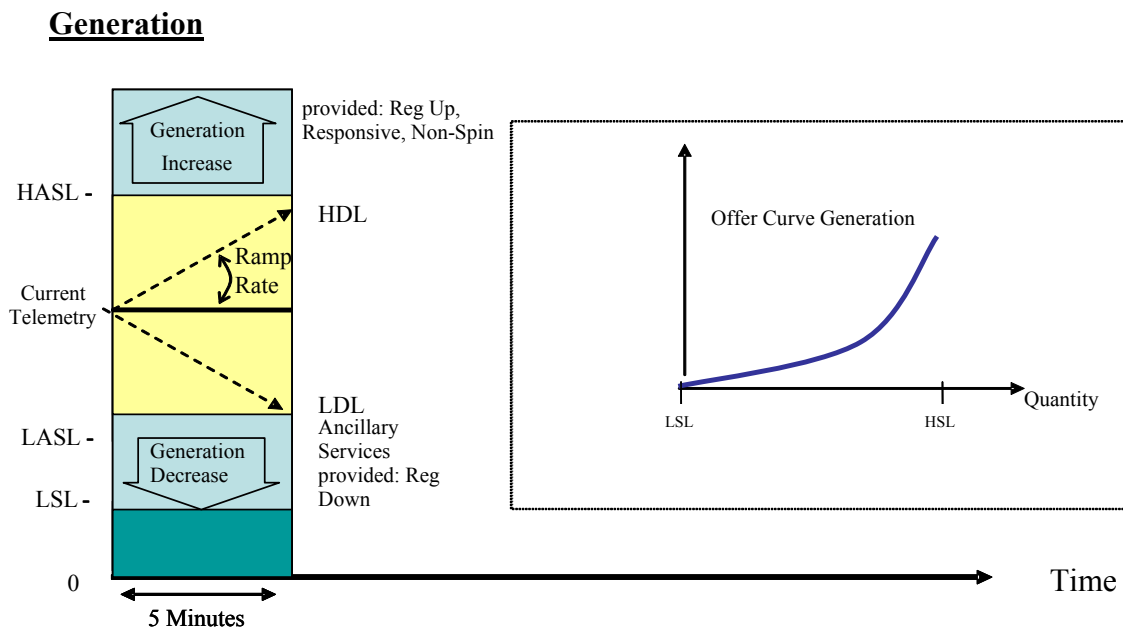 Generation
provided: Reg Up,
Responsive, Non-Spin
Generation
Increase
HASL -
HDL
Ramp
Rate
Current
Telemetry
LDL
Ancillary
Services
provided: Reg
Down
LASL -
Generation
Decrease
LSL -
0
5 Minutes
Time
Offer Curve Generation
Quantity
LSL
HSL